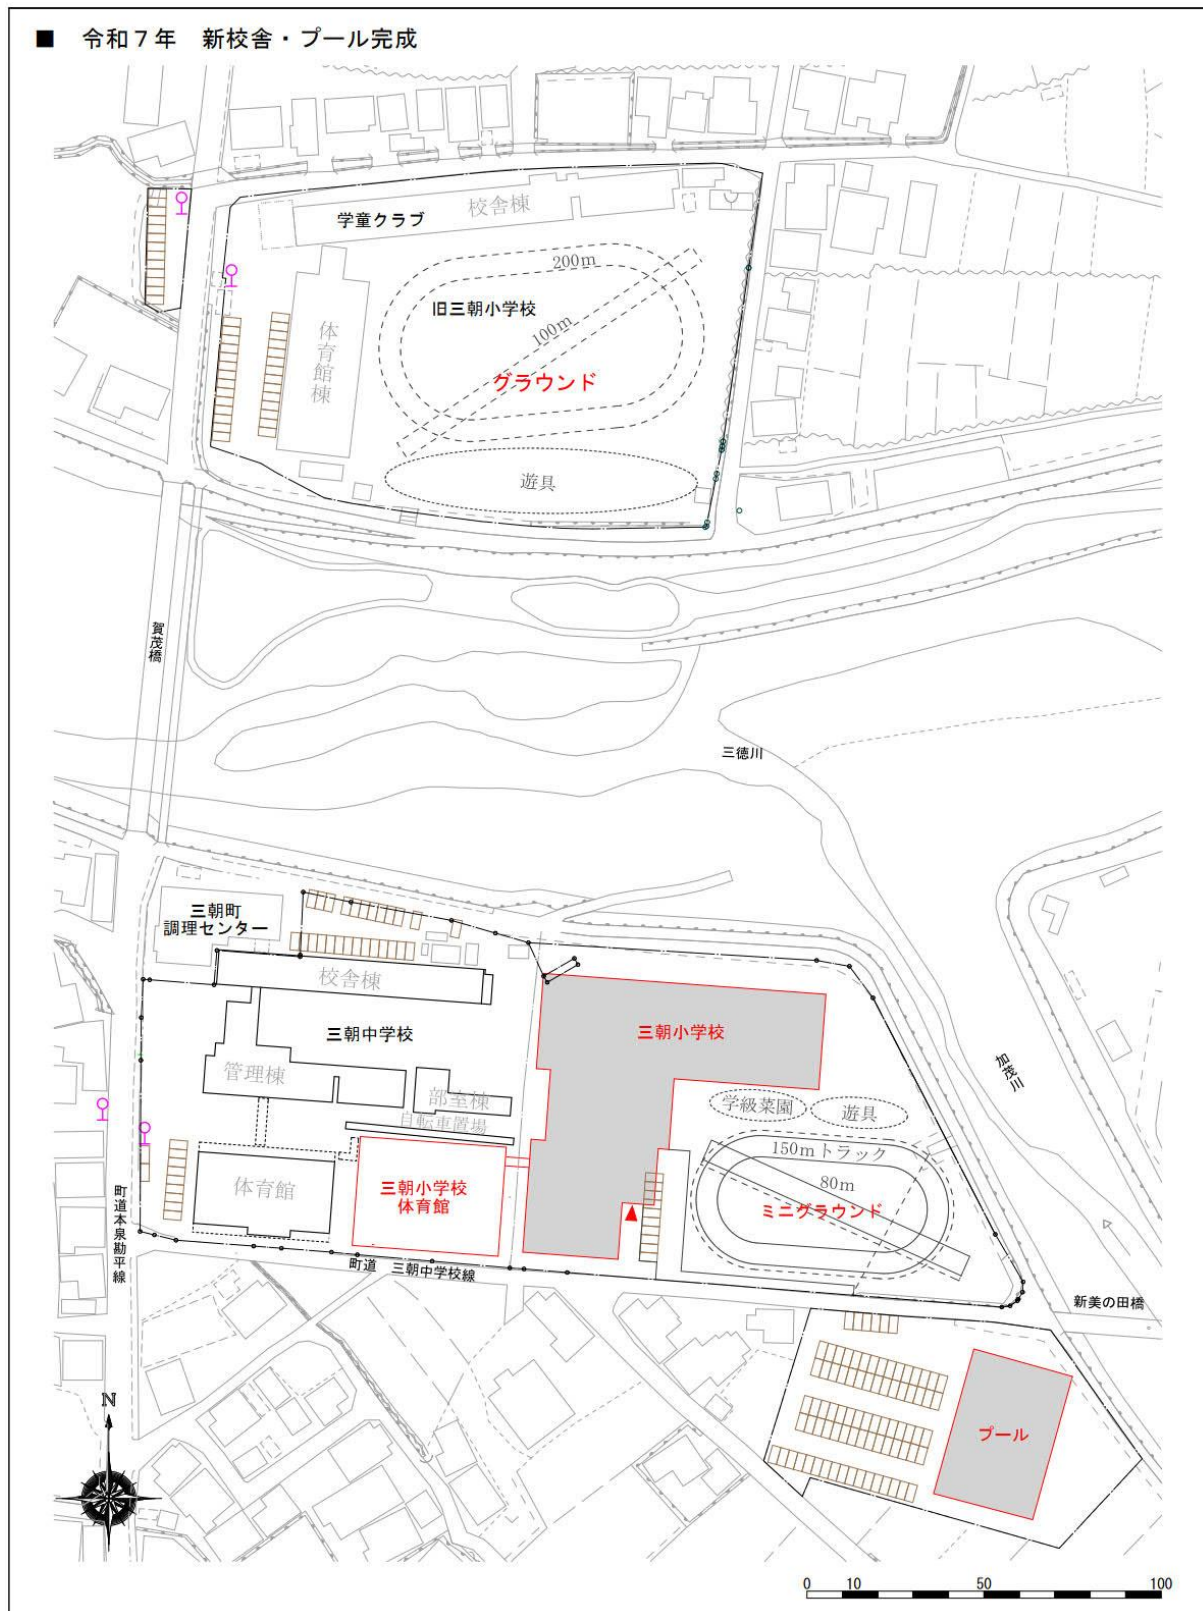 ■ 令和７年 新校舎・プール完成
学童クラブ
校舎棟
200m
旧三朝小学校
100m
体育館棟
グラウンド
遊具
賀茂橋
三徳川
三朝町
調理センター
校舎棟
三朝中学校
三朝小学校
加茂川
管理棟
部室棟
自転車置場
学級菜園
遊具
150mトラック
80m
体育館
三朝小学校
体育館
ミニグラウンド
町道本泉勘平線
町道 三朝中学校線
新美の田橋
プール
N
0 10 50 100